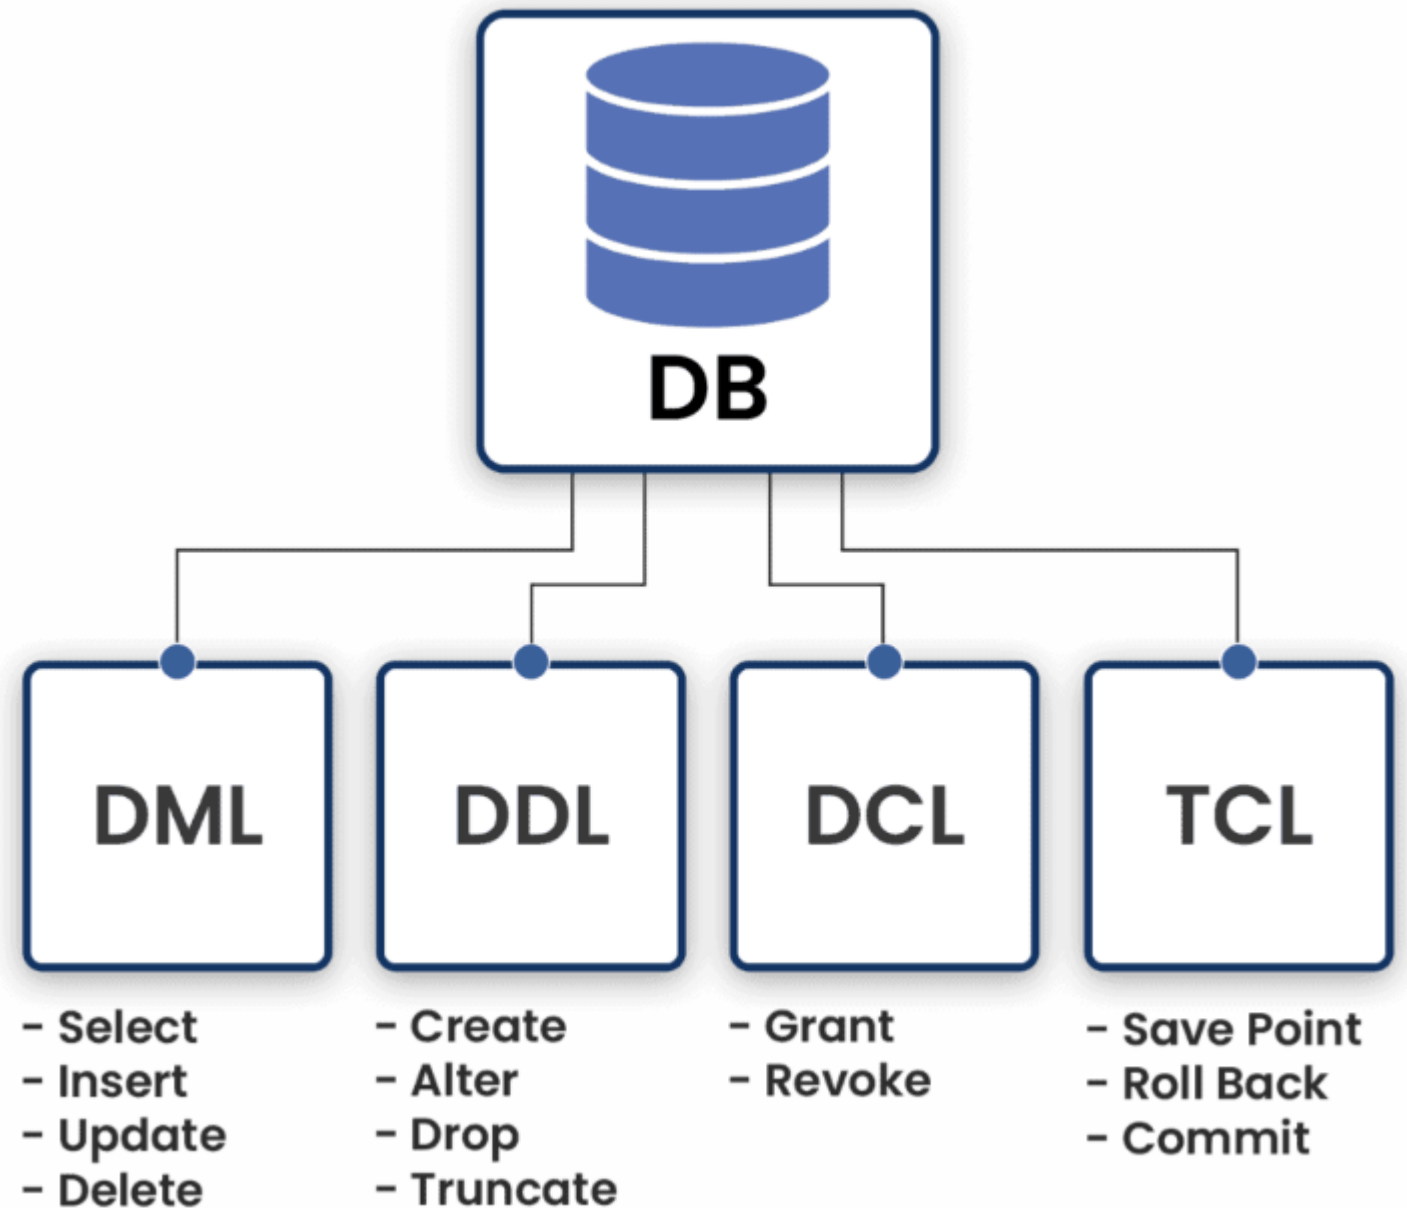 DB
DML
DDL
DCL
TCL
- Select
- Insert
- Update
- Delete
- Create
- Alter
- Drop
- Truncate
- Grant
- Revoke
- Save Point
- Roll Back
- Commit